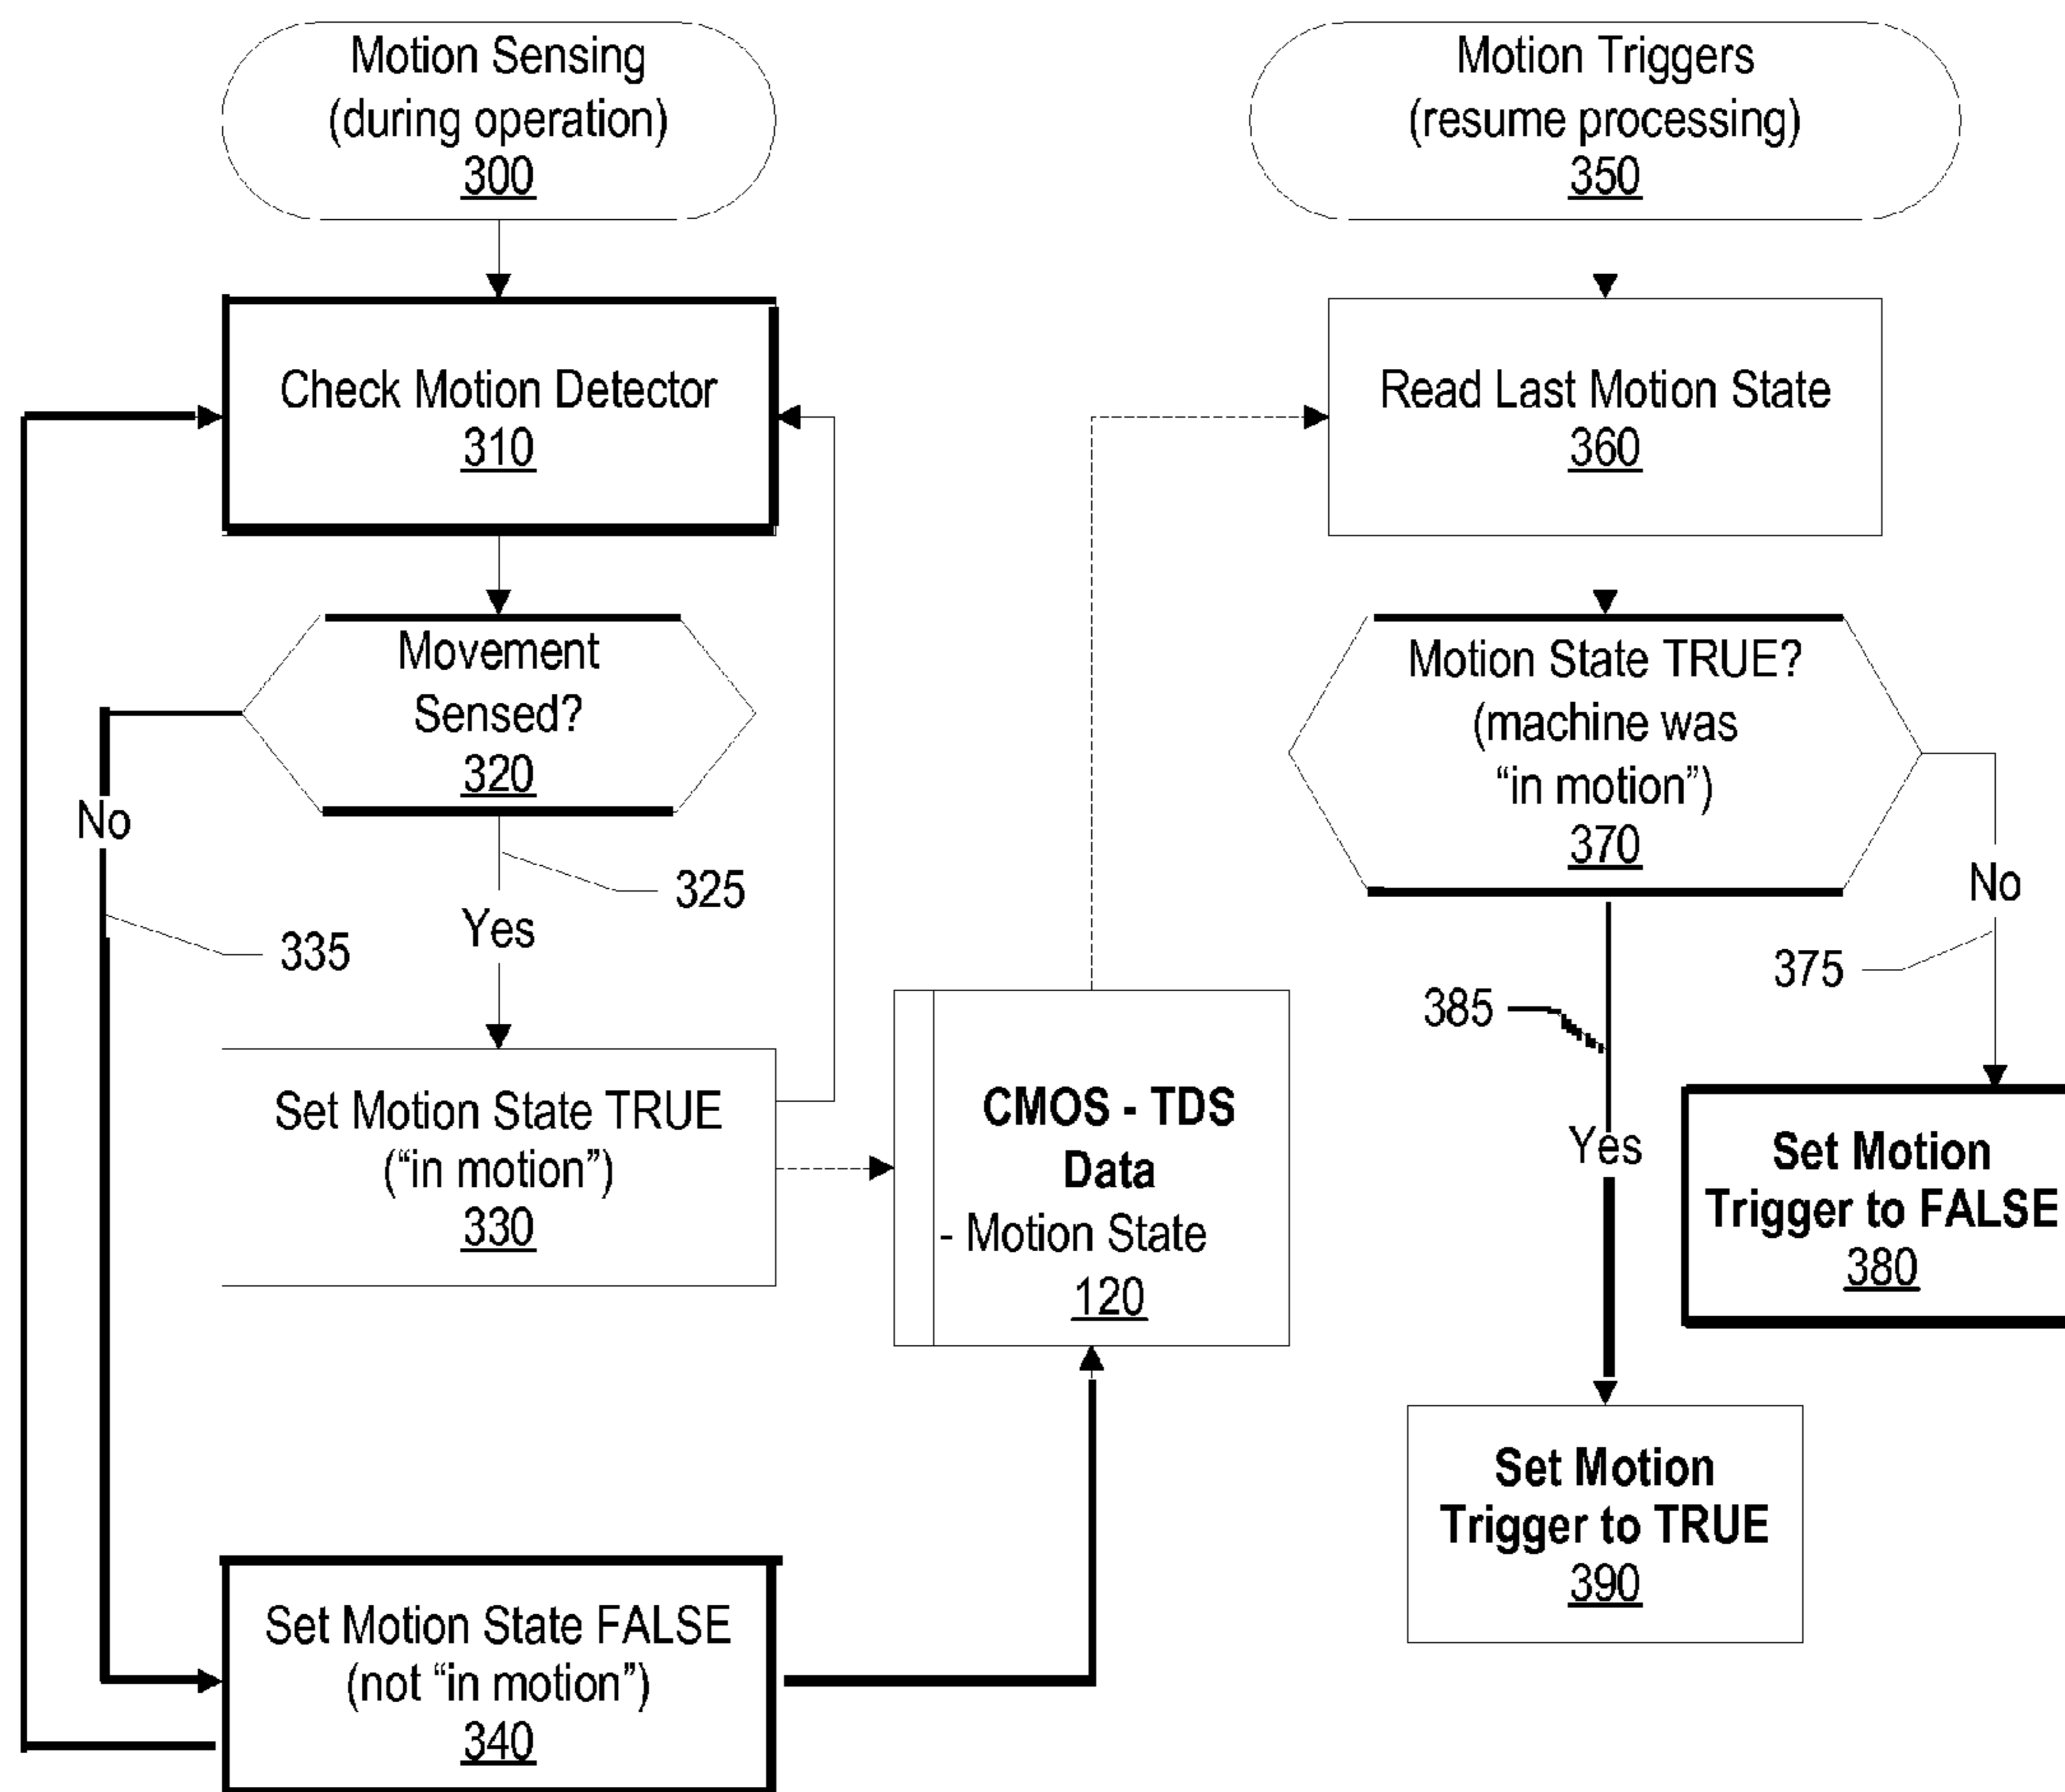 Motion Sensing
(during operation)
300
Check Motion Detector
310
Movement
Sensed?
320
No
325
335
Yes
Set Motion State TRUE
(“in motion”)
330
Set Motion State FALSE
(not “in motion”)
340
CMOS - TDS
Data
- Motion State
120
Motion Triggers
(resume processing)
350
Read Last Motion State
360
Motion State TRUE?
(machine was
“in motion”)
370
No
375
385
Yes
Set Motion
Trigger to FALSE
380
Set Motion
Trigger to TRUE
390